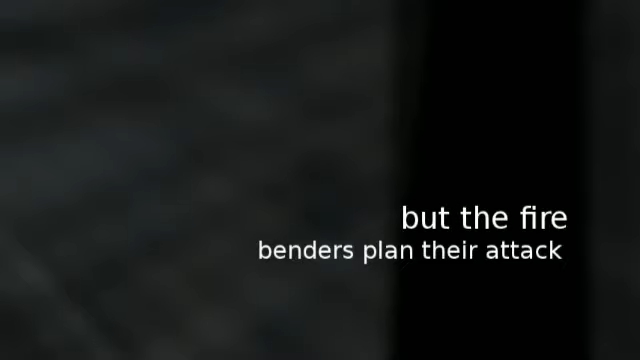 but the fire
benders plan their attack